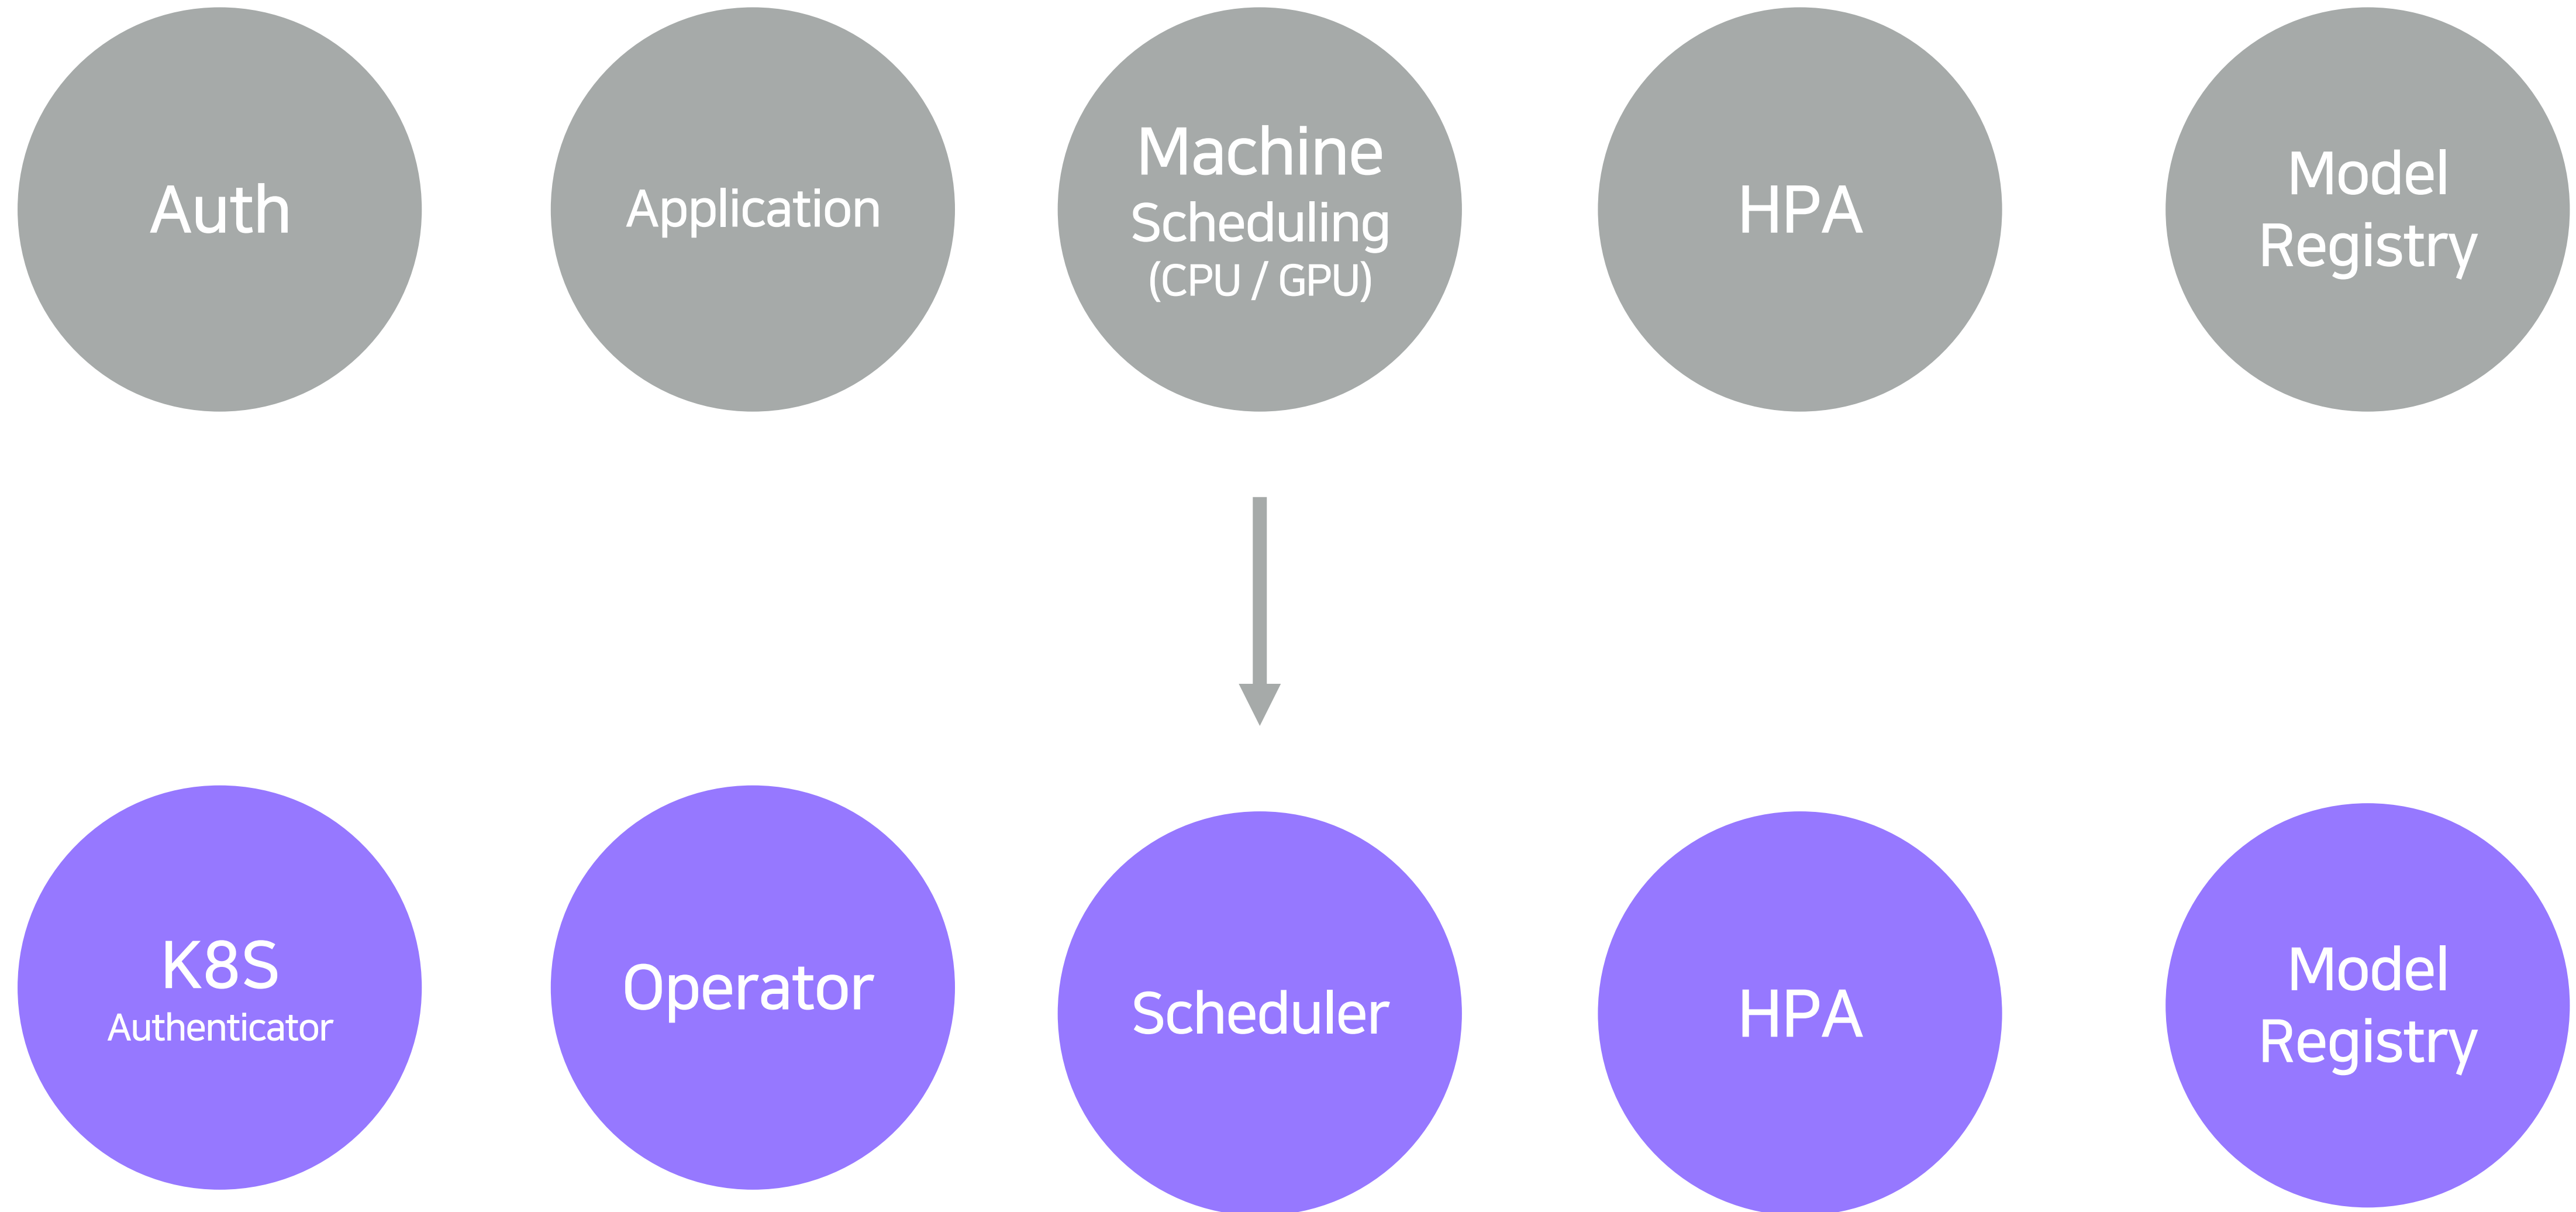 Auth
Application
Machine
Scheduling
(CPU / GPU)
HPA
Model
Registry
K8S
Authenticator
Operator
Scheduler
HPA
Model
Registry